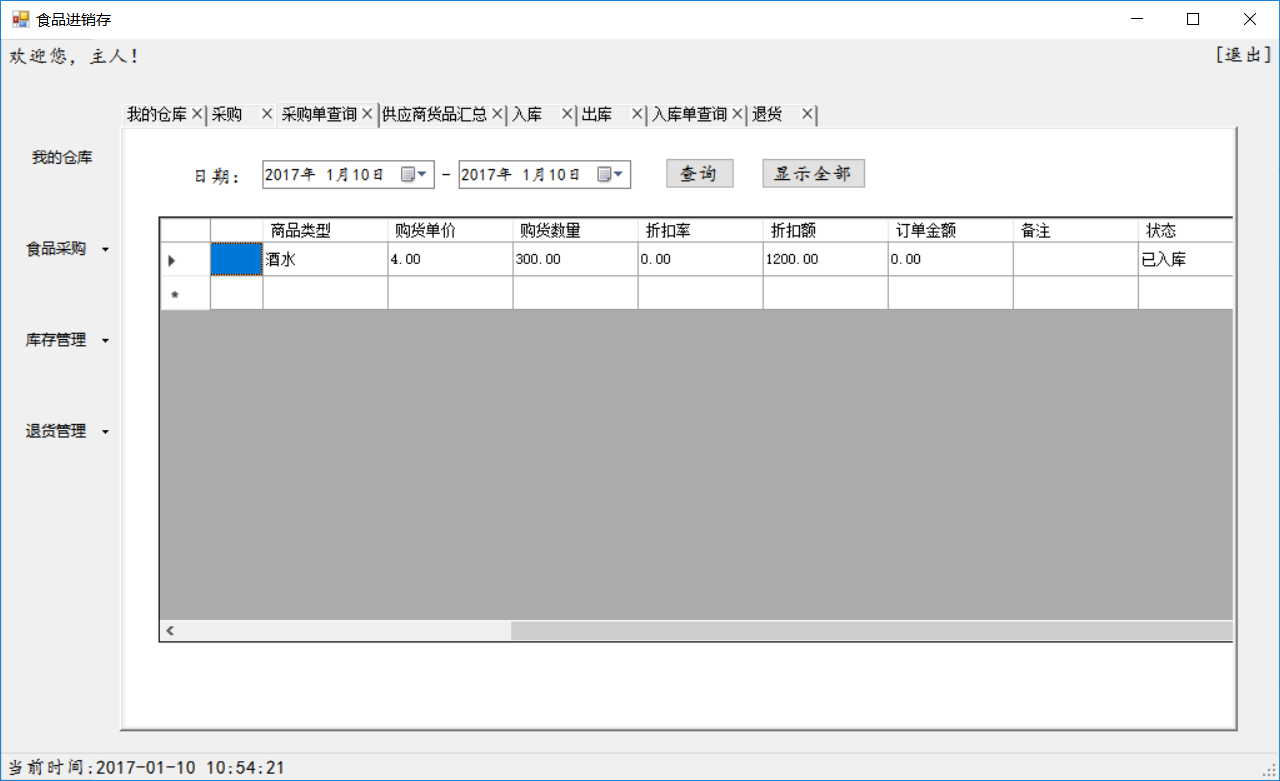 食品进销存
欢迎您, 主人! [退出]
我的仓库 采购 采购单查询 供应商货品汇总 入库 出库 入库单查询 退货
我的仓库
食品采购
库存管理
退货管理
日期: 2017年 1月10日 - 2017年 1月10日 查询 显示全部
商品类型 购货单价 购货数量 折扣率 折扣额 订单金额 备注 状态
酒水 4.00 300.00 0.00 1200.00 0.00 已入库
当前时间:2017-01-10 10:54:21